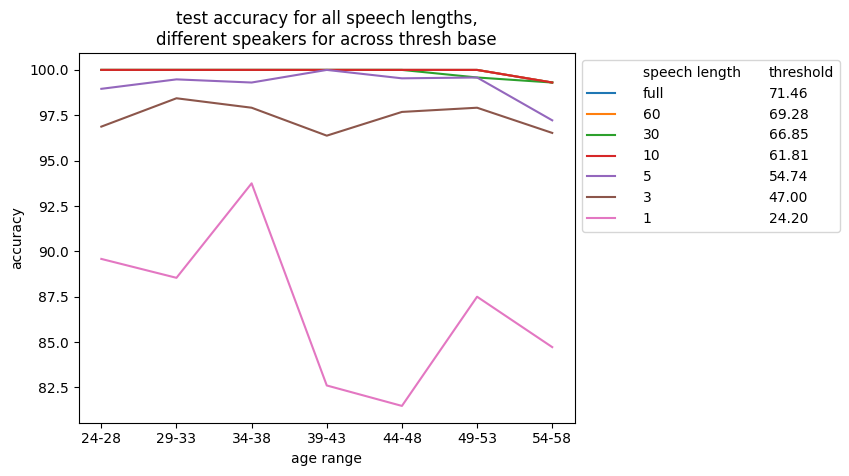 test accuracy for all speech lengths,
different speakers for across thresh base
100.0
97.5
95.0
92.5
90.0
87.5
85.0
82.5
accuracy
24-28 29-33 34-38 39-43 44-48 49-53 54-58
age range
speech length threshold
full 71.46
60 69.28
30 66.85
10 61.81
5 54.74
3 47.00
1 24.20